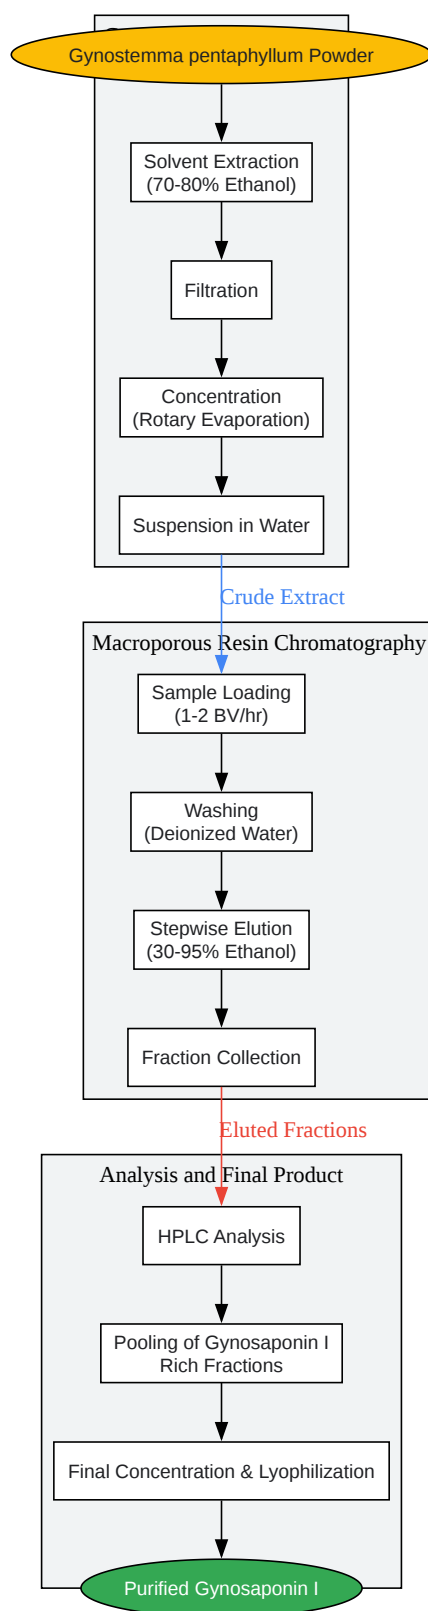 Gynostemma pentaphyllum Powder
Solvent Extraction
(70-80% Ethanol)
Filtration
Concentration
(Rotary Evaporation)
Suspension in Water
Crude Extract
Macroporous Resin Chromatography
Sample Loading
(1-2 BV/hr)
Washing
(Deionized Water)
Stepwise Elution
(30-95% Ethanol)
Fraction Collection
Eluted Fractions
Analysis and Final Product
HPLC Analysis
Pooling of Gynosaponin I
Rich Fractions
Final Concentration & Lyophilization
Purified Gynosaponin I